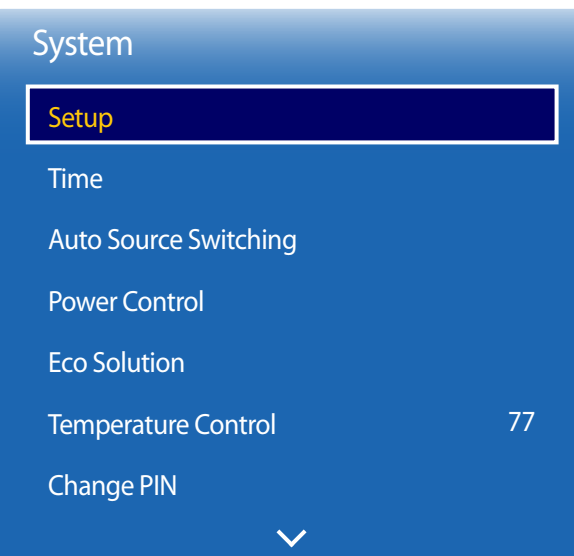 System
Setup
Time
Auto Source Switching
Power Control
Eco Solution
Temperature Control 77
Change PIN